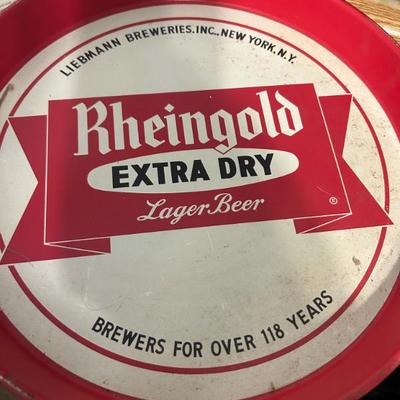 LIEBMANN BREWERIES.INC., NEW YORK, N.Y.
Rheingold
EXTRA DRY
Lager Beer
®
BREWERS FOR OVER 118 YEARS